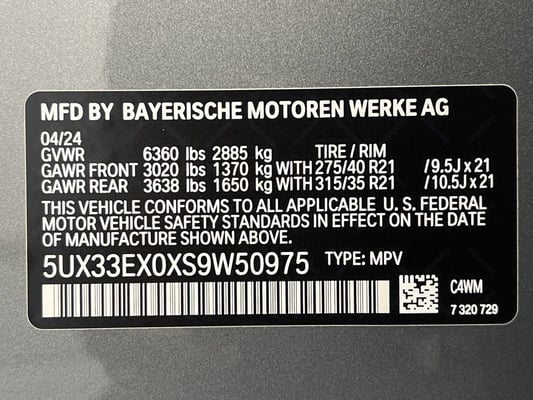 MFD BY BAYERISCHE MOTOREN WERKE AG
04/24
GVWR 6360 lbs 2885 kg TIRE / RIM
GAWR FRONT 3020 lbs 1370 kg WITH 275/40 R21 /9.5J x 21
GAWR REAR 3638 lbs 1650 kg WITH 315/35 R21 /10.5J x 21
THIS VEHICLE CONFORMS TO ALL APPLICABLE U. S. FEDERAL
MOTOR VEHICLE SAFETY STANDARDS IN EFFECT ON THE DATE
OF MANUFACTURE SHOWN ABOVE.
5UX33EX0XS9W50975 TYPE: MPV
C4WM
7 320 729